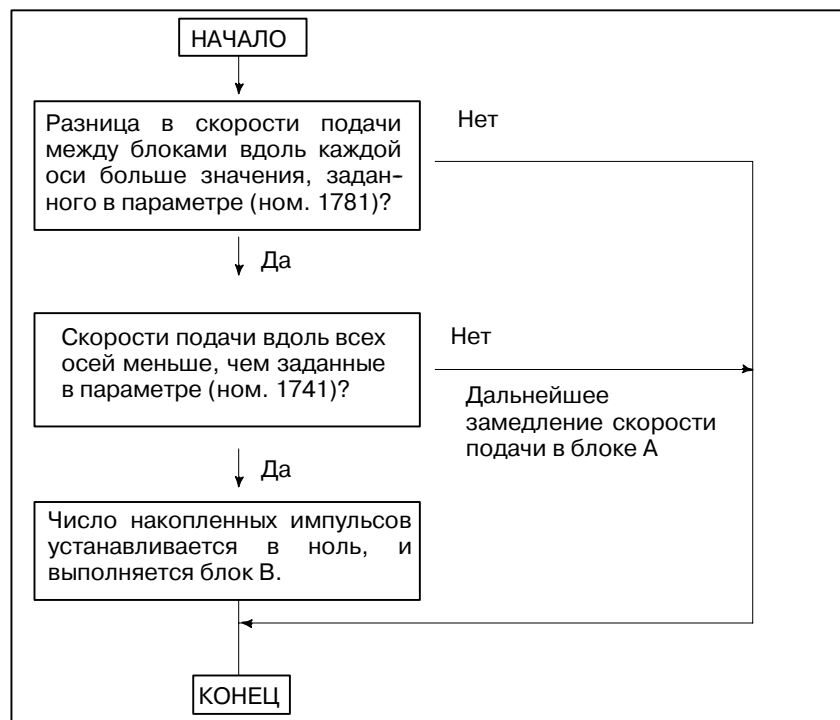 НАЧАЛО
Разница в скорости подачи
между блоками вдоль каждой
оси больше значения, задан-
ного в параметре (ном. 1781)?
Нет
Да
Скорости подачи вдоль всех
осей меньше, чем заданные
в параметре (ном. 1741)?
Нет
Дальнейшее
замедление скорости
подачи в блоке А
Да
Число накопленных импульсов
устанавливается в ноль, и
выполняется блок В.
КОНЕЦ